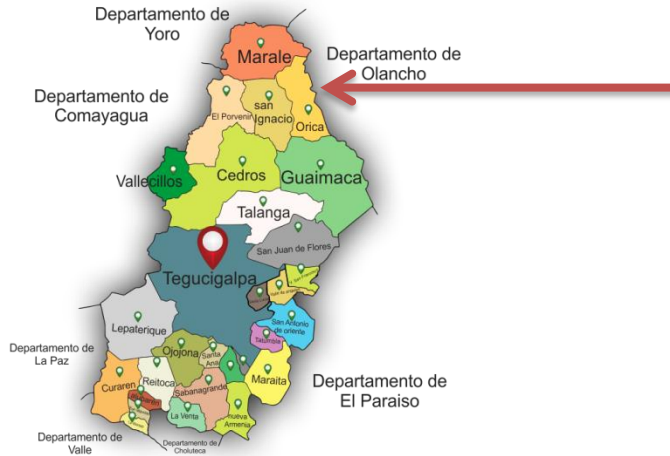 Departamento de
Yoro
Marale
Departamento de
Olancho
Departamento de
Comayagua
El Porvenir
san
Ignacio
Orica
Vallecillos
Cedros
Guaimaca
Talanga
San Juan de Flores
Tegucigalpa
San Antonio
de oriente
Lepaterique
Tatumbla
Departamento de
La Paz
Ojojona
Santa
Ana
Curaren
Reitoca
Sabanagrande
Maraita
Departamento de
El Paraiso
La Venta
nueva
Armenia
Departamento de
Valle
Departamento de
Choluteca